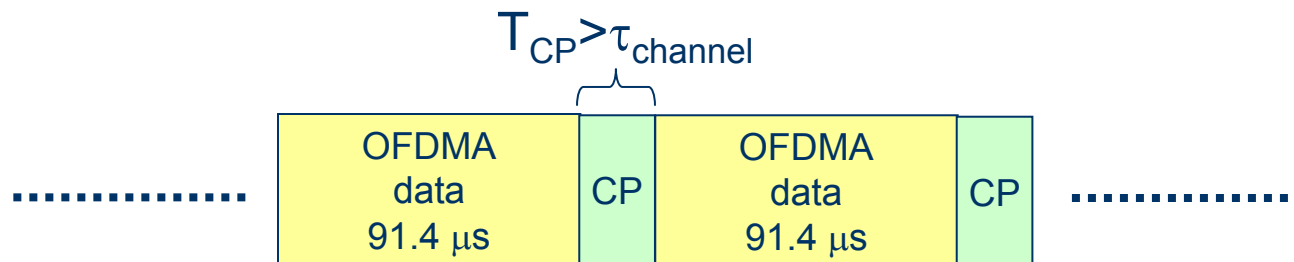 T_CP>τ_channel
OFDMA
data
91.4 μs
CP
OFDMA
data
91.4 μs
CP